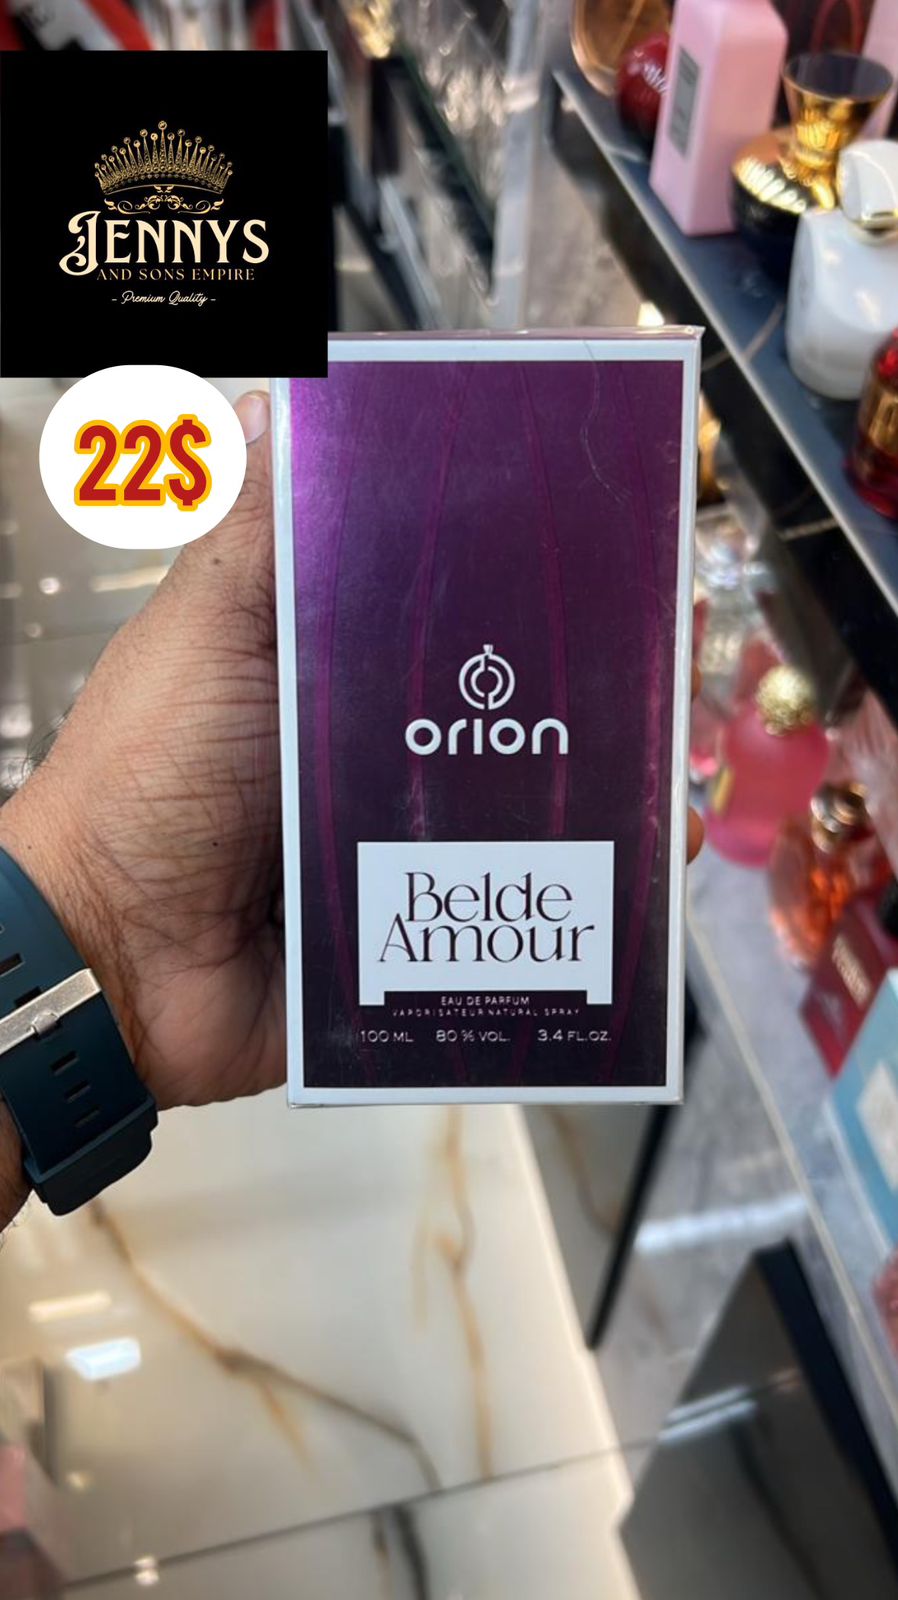 JENNYS
AND SONS EMPIRE
- Premium Quality -
22$
orion
Belde
Amour
EAU DE PARFUM
VAPORISATEUR NATURAL SPRAY
100 ML 80 % VOL. 3.4 FL.OZ.